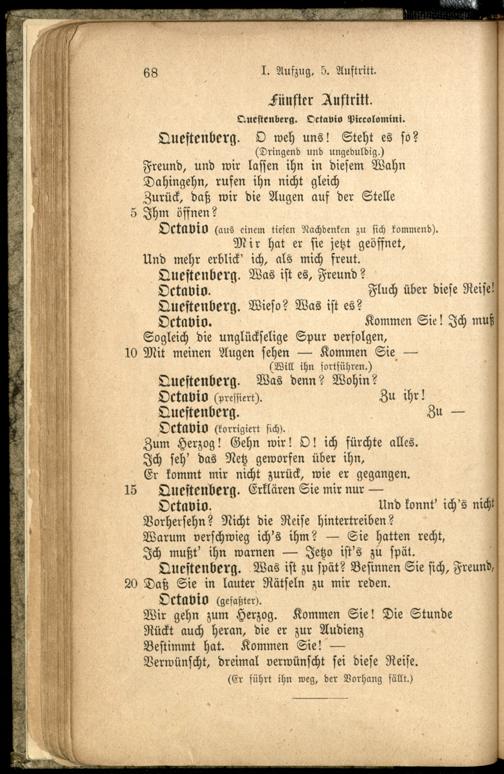 68 I. Aufzug, 5. Auftritt.
Fünfter Auftritt.
Questenberg. Octavio Piccolomini.
Questenberg. O weh uns! Steht es so?
(Dringend und ungeduldig.)
Freund, und wir lassen ihn in diesem Wahn
Dahingehn, rufen ihn nicht gleich
Zurück, daß wir die Augen auf der Stelle
5 Ihm öffnen?
Octavio (aus einem tiefen Nachdenken zu sich kommend).
Mir hat er sie jetzt geöffnet,
Und mehr erblick' ich, als mich freut.
Questenberg. Was ist es, Freund?
Octavio. Fluch über diese Reise!
Questenberg. Wieso? Was ist es?
Octavio. Kommen Sie! Ich muß
Sogleich die unglückselige Spur verfolgen,
10 Mit meinen Augen sehen — Kommen Sie —
(Will ihn fortführen.)
Questenberg. Was denn? Wohin?
Octavio (pressiert). Zu ihr!
Questenberg. Zu —
Octavio (korrigiert sich).
Zum Herzog! Gehn wir! O! ich fürchte alles.
Ich seh' das Netz geworfen über ihn,
Er kommt mir nicht zurück, wie er gegangen.
15 Questenberg. Erklären Sie mir nur —
Octavio. Und konnt' ich's nicht
Vorhersehn? Nicht die Reise hintertreiben?
Warum verschwieg ich's ihm? — Sie hatten recht,
Ich mußt' ihn warnen — Jetzo ist's zu spät.
Questenberg. Was ist zu spät? Besinnen Sie sich, Freund,
20 Daß Sie in lauter Rätseln zu mir reden.
Octavio (gefaßter).
Wir gehn zum Herzog. Kommen Sie! Die Stunde
Rückt auch heran, die er zur Audienz
Bestimmt hat. Kommen Sie! —
Verwünscht, dreimal verwünscht sei diese Reise.
(Er führt ihn weg, der Vorhang fällt.)